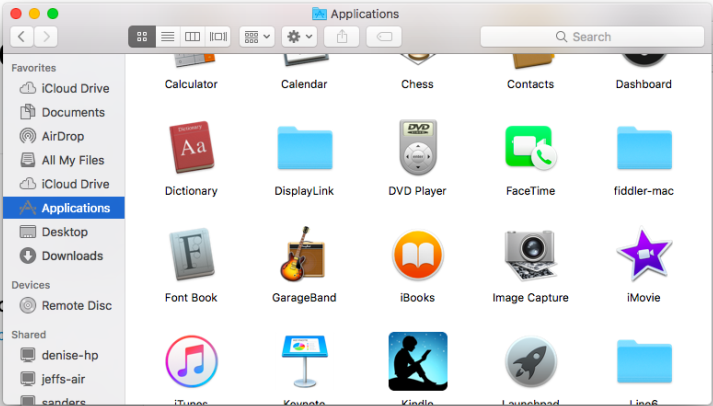 Applications
Search
Favorites
iCloud Drive
Documents
AirDrop
All My Files
iCloud Drive
Applications
Desktop
Downloads
Devices
Remote Disc
Shared
denise-hp
jeffs-air
sanders
Calculator
Calendar
Chess
Contacts
Dashboard
Dictionary
Aa
DVD
Dictionary
DisplayLink
DVD Player
FaceTime
fiddler-mac
F
Font Book
GarageBand
iBooks
Image Capture
iMovie
iTunes
Keynote
Kindle
Launchpad
Line6